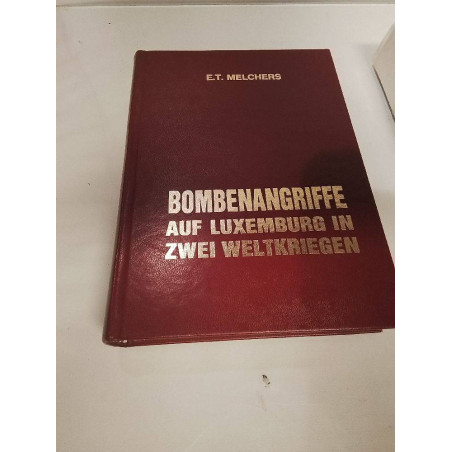 E.T. MELCHERS
BOMBENANGRIFFE
AUF LUXEMBURG IN
ZWEI WELTKRIEGEN